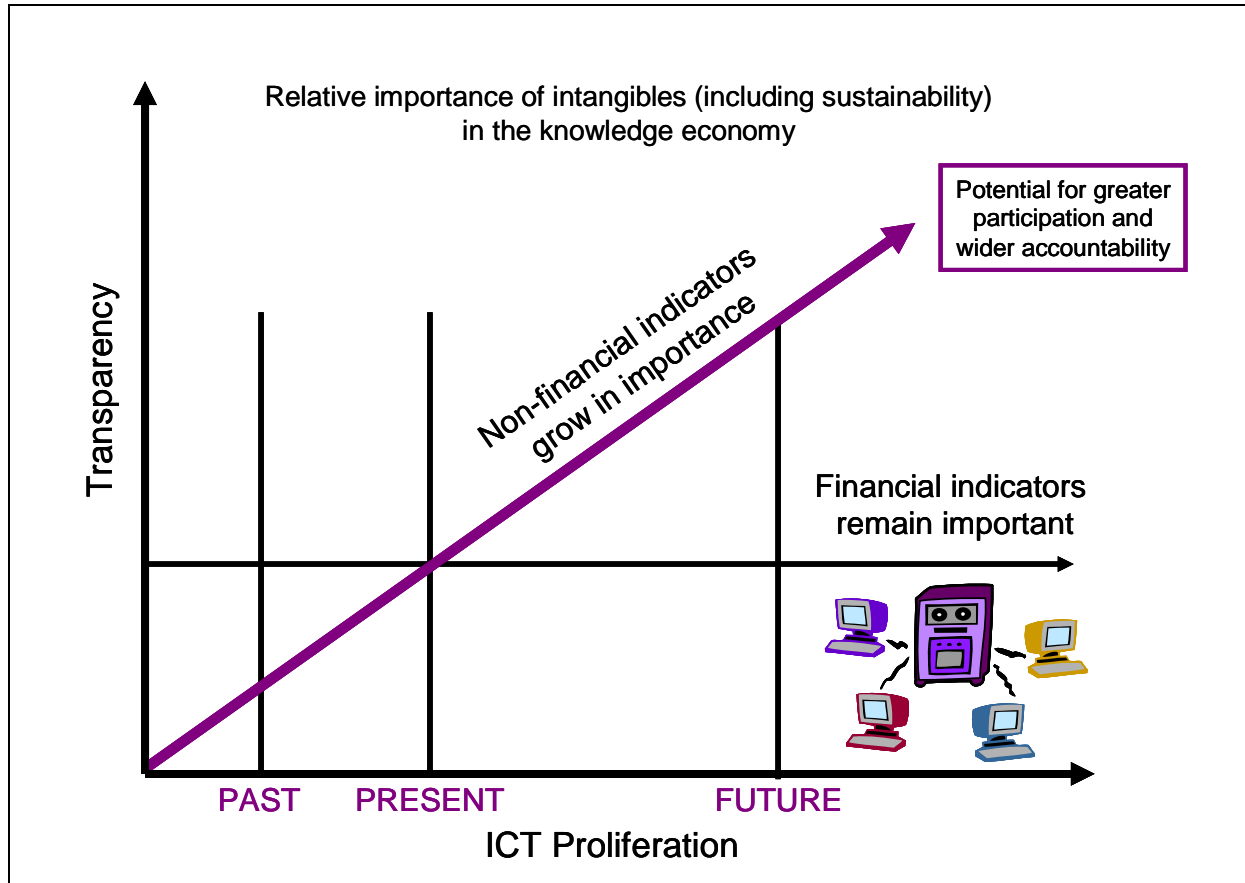 Relative importance of intangibles (including sustainability)
in the knowledge economy
Potential for greater
participation and
wider accountability
Transparency
Non-financial indicators
grow in importance
Financial indicators
remain important
PAST
PRESENT
FUTURE
ICT Proliferation